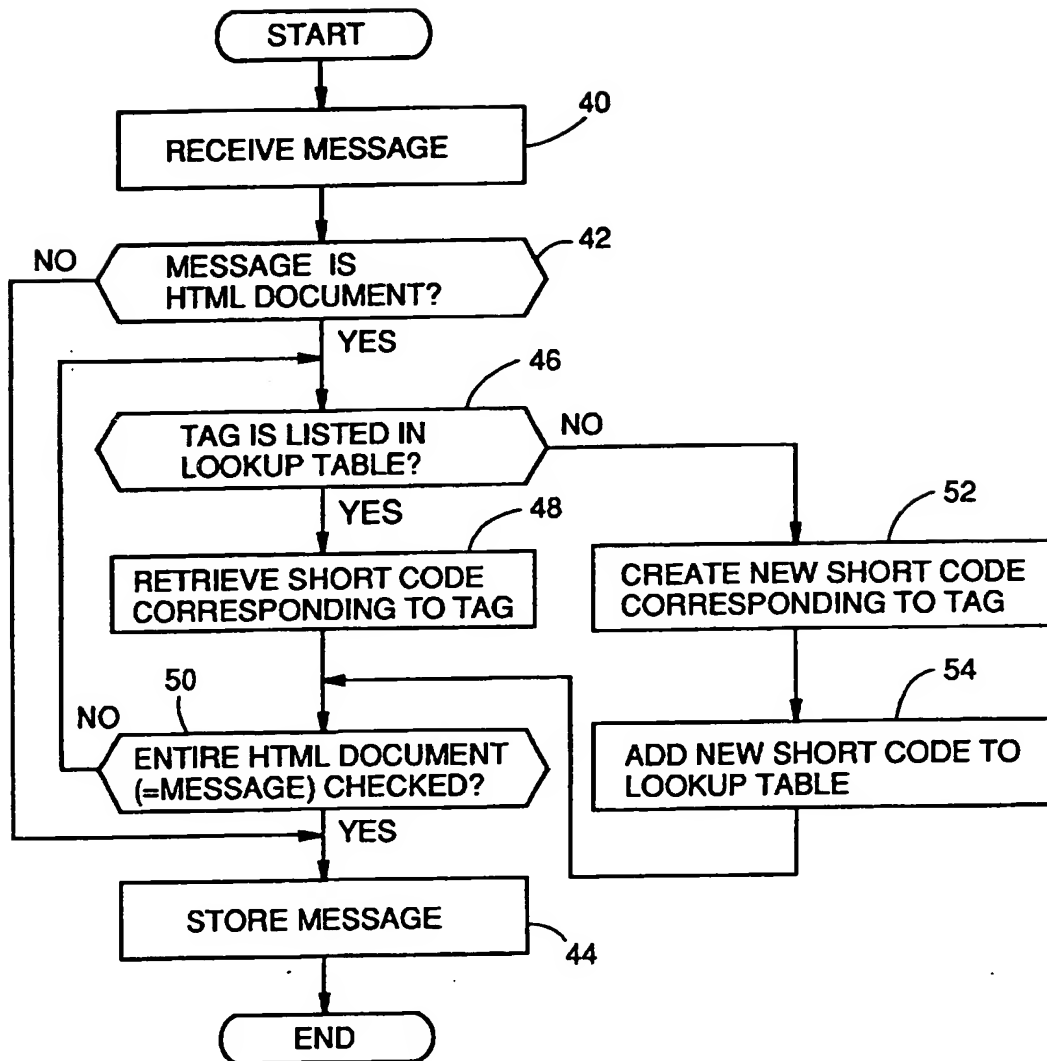 START
40
RECEIVE MESSAGE
42
NO
MESSAGE IS
HTML DOCUMENT?
YES
46
TAG IS LISTED IN
LOOKUP TABLE?
NO
YES
48
52
RETRIEVE SHORT CODE
CORRESPONDING TO TAG
CREATE NEW SHORT CODE
CORRESPONDING TO TAG
50
54
NO
ENTIRE HTML DOCUMENT
(=MESSAGE) CHECKED?
ADD NEW SHORT CODE TO
LOOKUP TABLE
YES
STORE MESSAGE
44
END